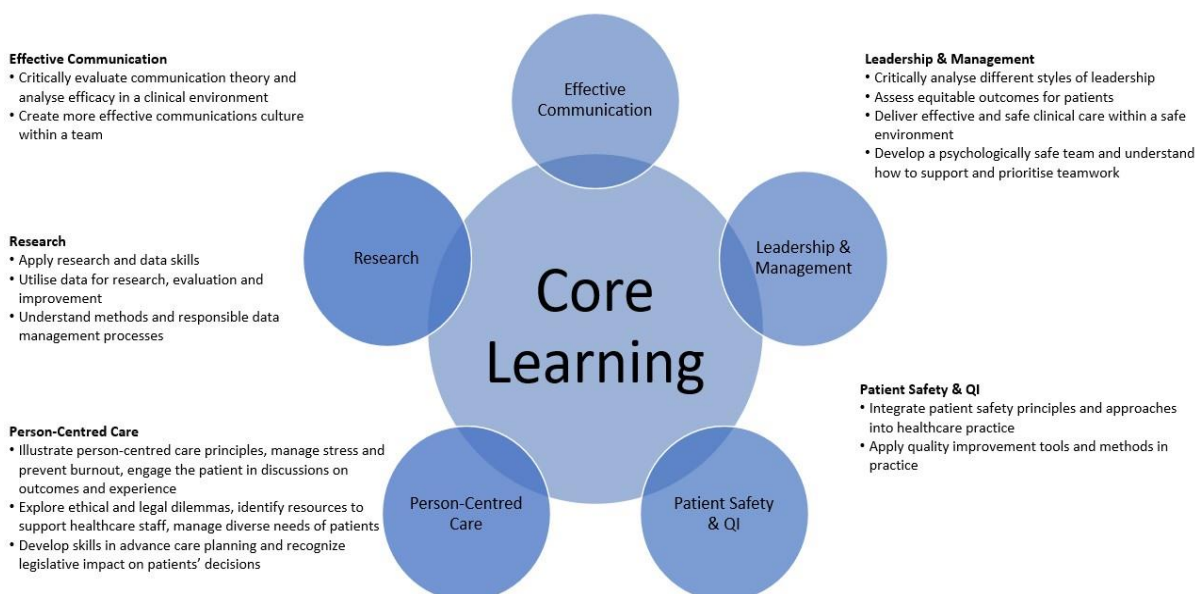 Effective Communication
• Critically evaluate communication theory and
analyse efficacy in a clinical environment
• Create more effective communications culture
within a team
Research
• Apply research and data skills
• Utilise data for research, evaluation and
improvement
• Understand methods and responsible data
management processes
Person-Centred Care
• Illustrate person-centred care principles, manage stress and
prevent burnout, engage the patient in discussions on
outcomes and experience
• Explore ethical and legal dilemmas, identify resources to
support healthcare staff, manage diverse needs of patients
• Develop skills in advance care planning and recognize
legislative impact on patients’ decisions
Effective
Communication
Research
Leadership &
Management
Core
Learning
Person-Centred
Care
Patient Safety
& QI
Leadership & Management
• Critically analyse different styles of leadership
• Assess equitable outcomes for patients
• Deliver effective and safe clinical care within a safe
environment
• Develop a psychologically safe team and understand
how to support and prioritise teamwork
Patient Safety & QI
• Integrate patient safety principles and approaches
into healthcare practice
• Apply quality improvement tools and methods in
practice